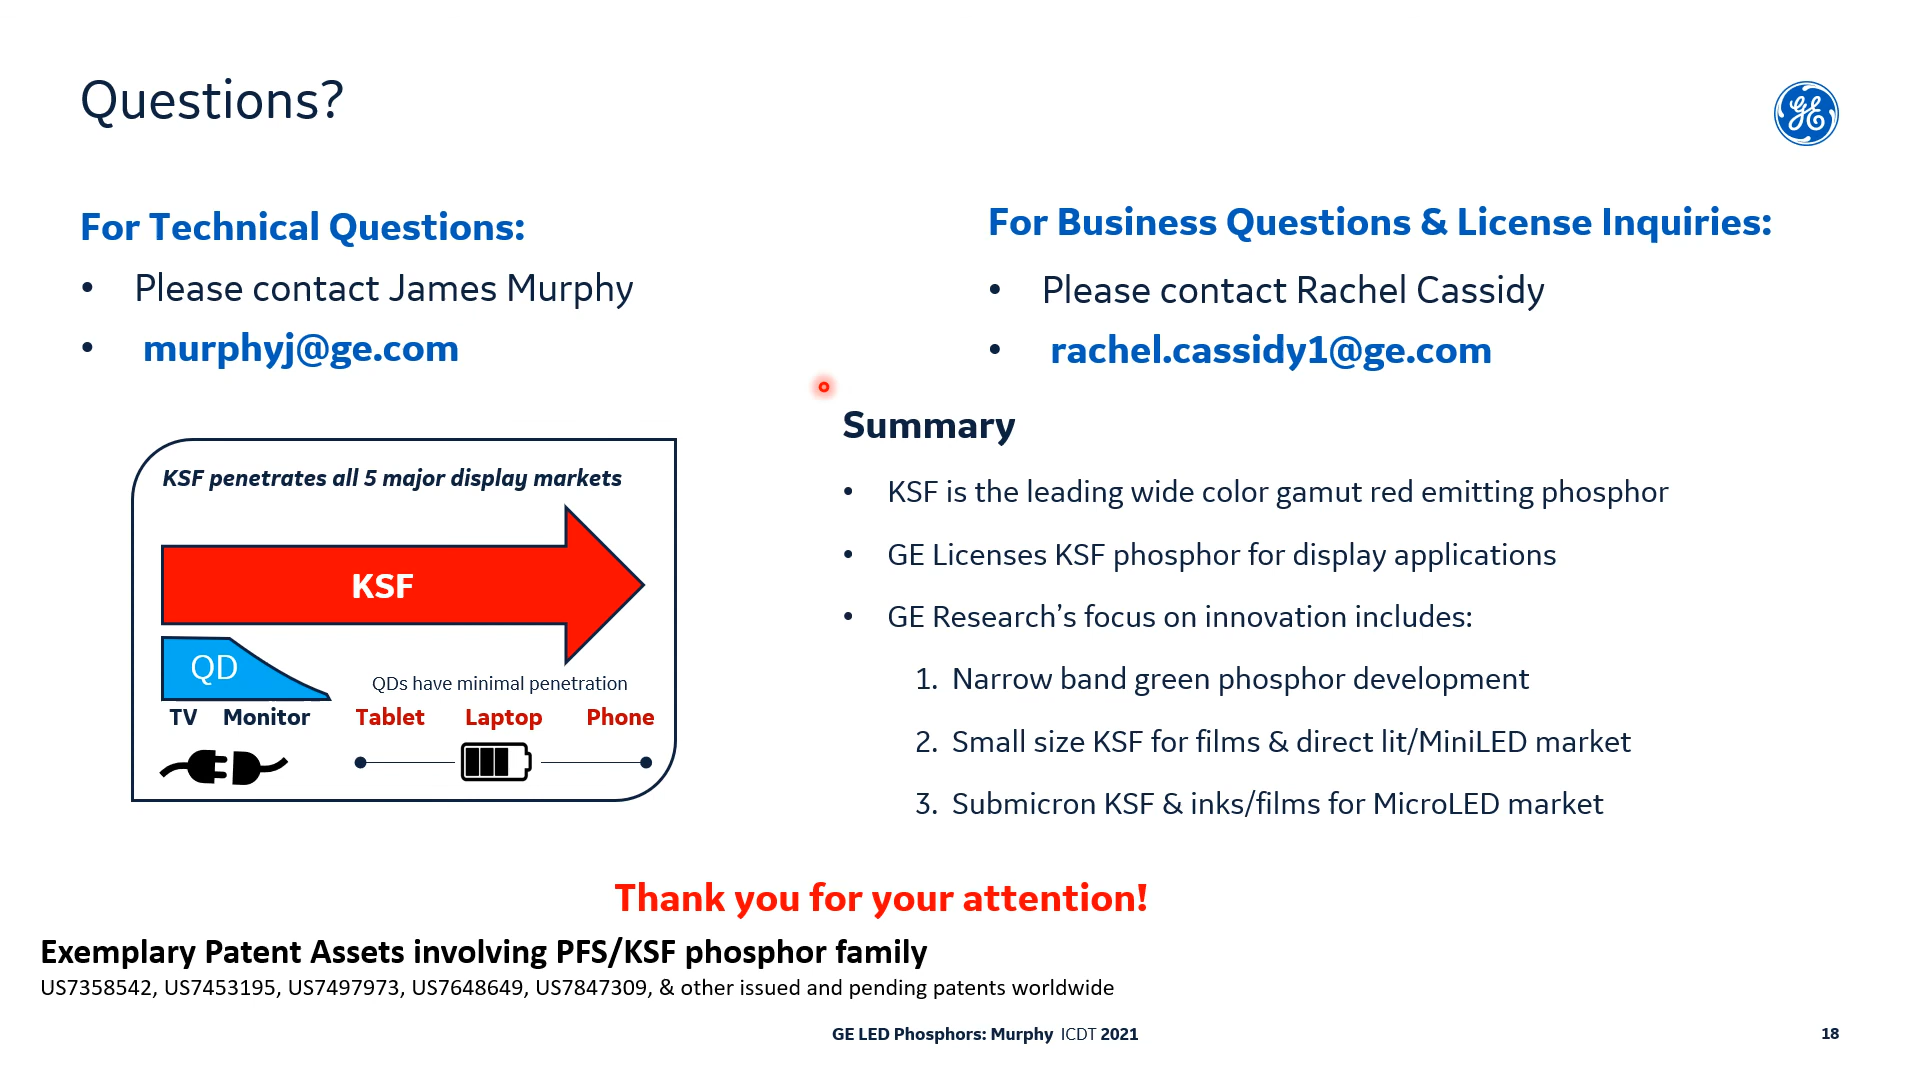 Questions?
GE
For Technical Questions:
• Please contact James Murphy
• murphyj@ge.com
For Business Questions & License Inquiries:
• Please contact Rachel Cassidy
• rachel.cassidy1@ge.com
KSF penetrates all 5 major display markets
KSF
QD
QDs have minimal penetration
TV Monitor Tablet Laptop Phone
Summary
• KSF is the leading wide color gamut red emitting phosphor
• GE Licenses KSF phosphor for display applications
• GE Research’s focus on innovation includes:
1. Narrow band green phosphor development
2. Small size KSF for films & direct lit/MiniLED market
3. Submicron KSF & inks/films for MicroLED market
Thank you for your attention!
Exemplary Patent Assets involving PFS/KSF phosphor family
US7358542, US7453195, US7497973, US7648649, US7847309, & other issued and pending patents worldwide
GE LED Phosphors: Murphy ICDT 2021
18